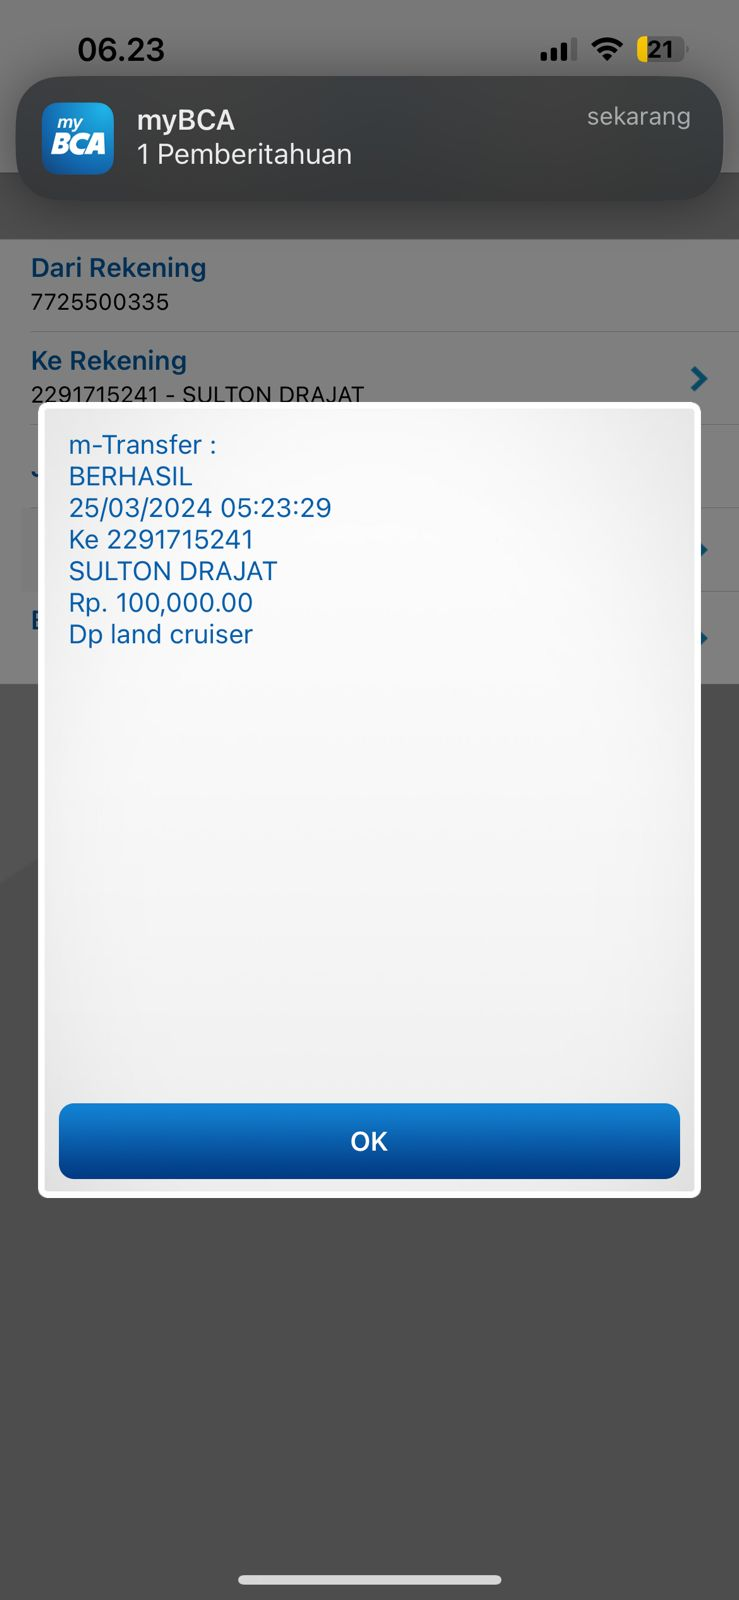 06.23
21
my
BCA
myBCA
sekarang
1 Pemberitahuan
Dari Rekening
7725500335
Ke Rekening
2291715241 - SULTON DRAJAT
m-Transfer :
BERHASIL
25/03/2024 05:23:29
Ke 2291715241
SULTON DRAJAT
Rp. 100,000.00
Dp land cruiser
OK